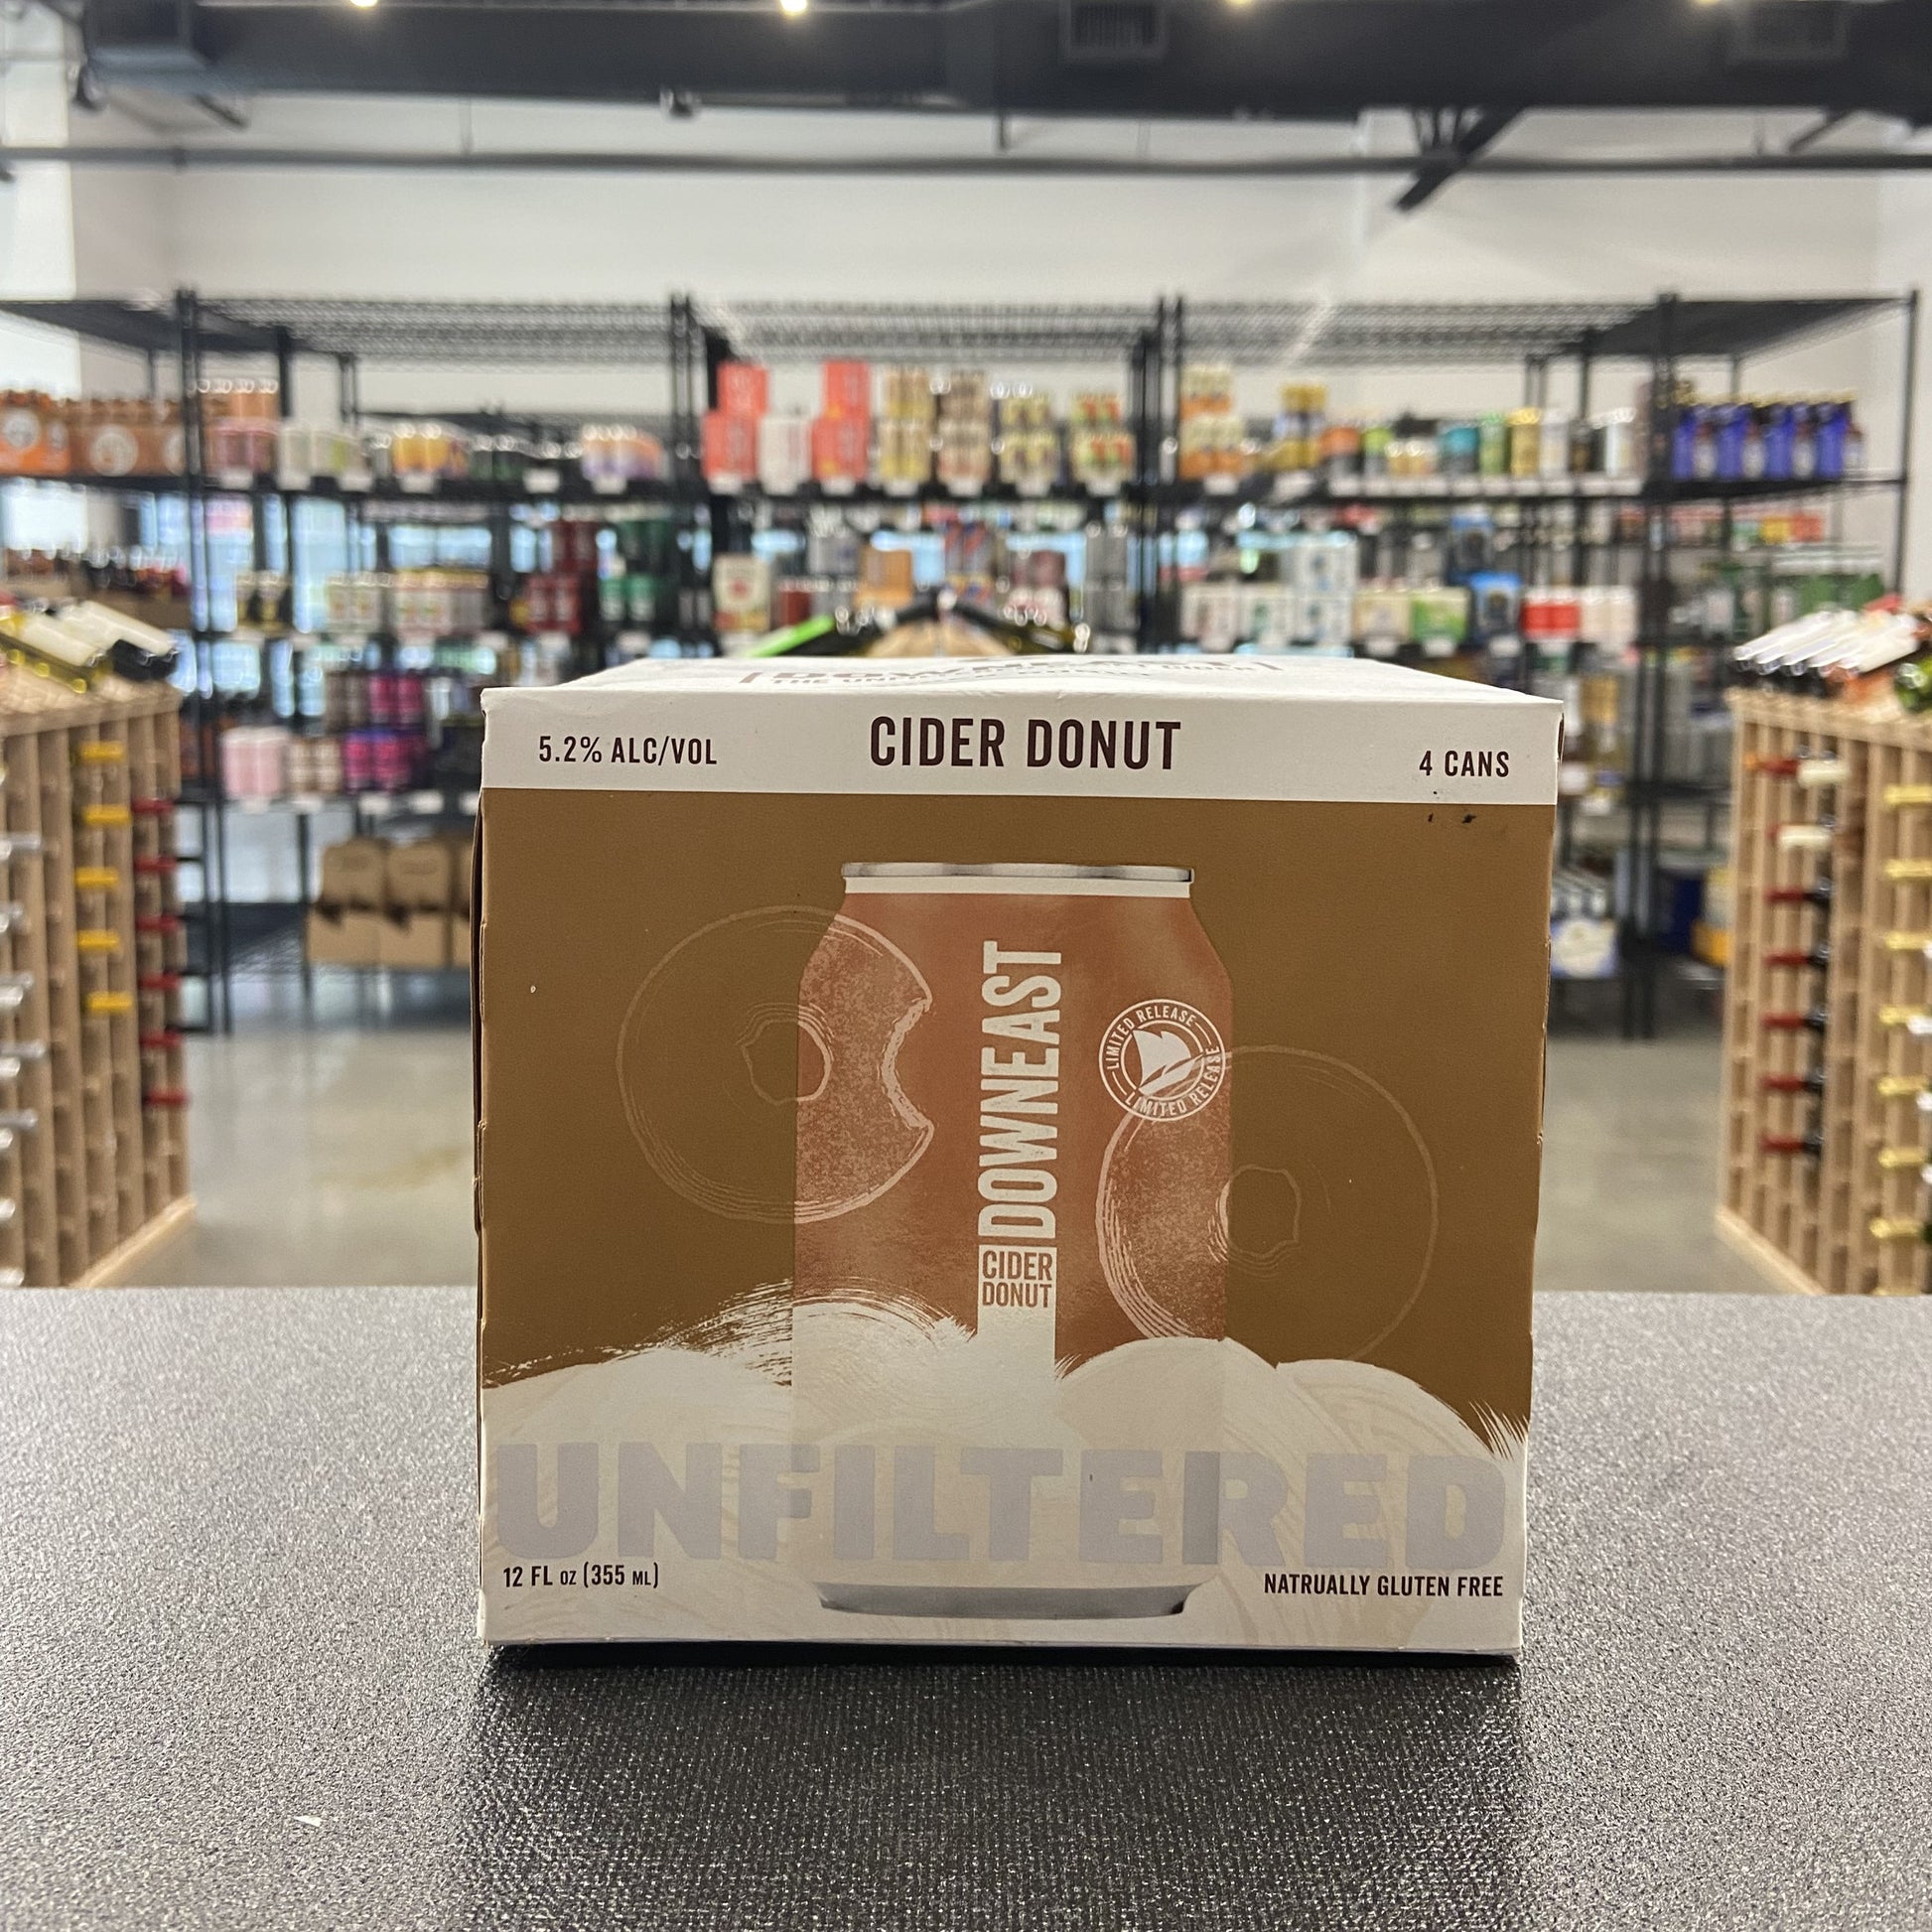 5.2% ALC/VOL
CIDER DONUT
4 CANS
DOWNEAST
CIDER
DONUT
LIMITED RELEASE
LIMITED RELEASE
UNFILTERED
12 FL OZ (355 ML)
NATRUALLY GLUTEN FREE